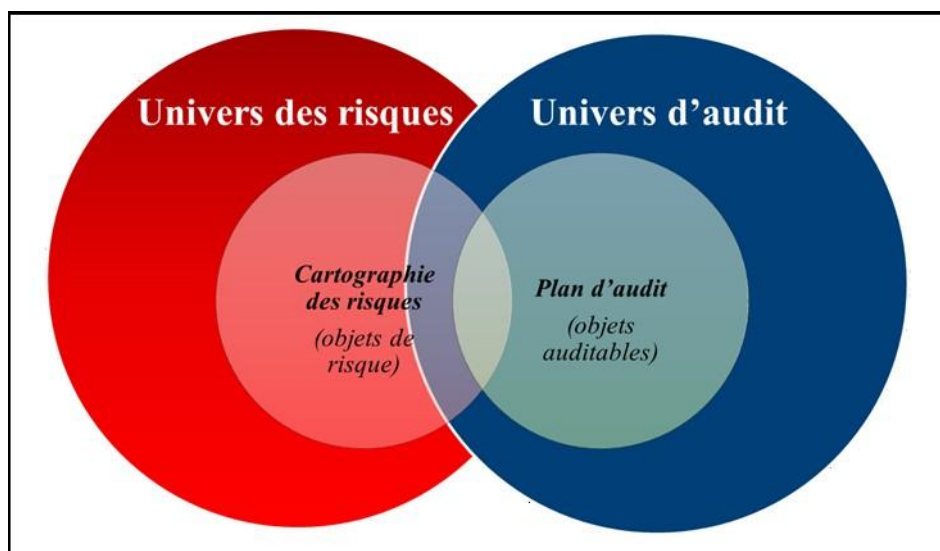 Univers des risques
Univers d’audit
Cartographie
des risques
(objets de
risque)
Plan d’audit
(objets
auditables)